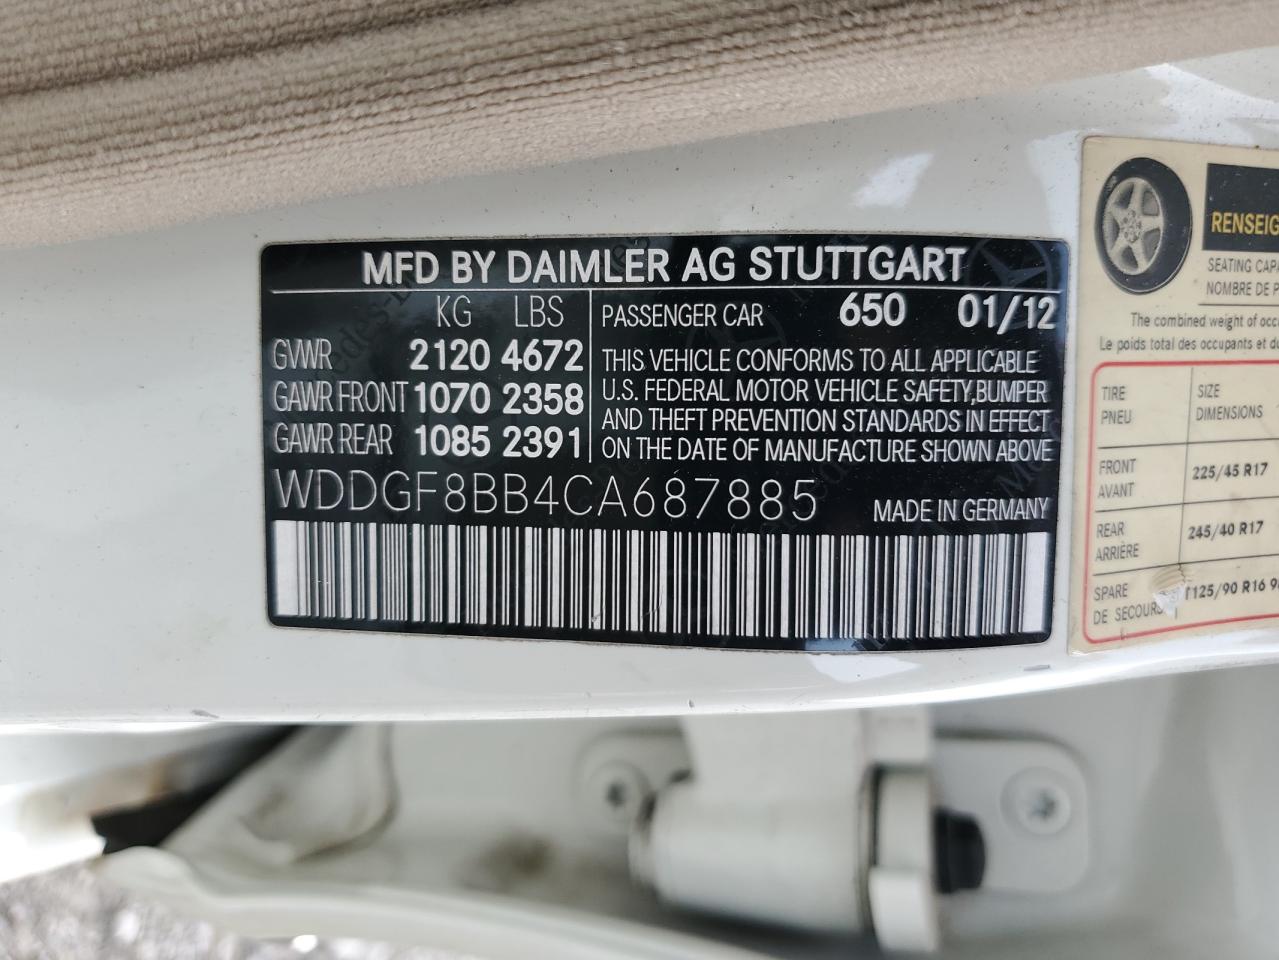 MFD BY DAIMLER AG STUTTGART
KG LBS
GVWR 2120 4672
GAWR FRONT 1070 2358
GAWR REAR 1085 2391
PASSENGER CAR 650 01/12
THIS VEHICLE CONFORMS TO ALL APPLICABLE
U.S. FEDERAL MOTOR VEHICLE SAFETY,BUMPER
AND THEFT PREVENTION STANDARDS IN EFFECT
ON THE DATE OF MANUFACTURE SHOWN ABOVE
WDDGF8BB4CA687885 MADE IN GERMANY
RENSEIG
SEATING CAP
NOMBRE DE P
The combined weight of occ
Le poids total des occupants et d
TIRE SIZE
PNEU DIMENSIONS
FRONT
AVANT 225/45 R17
REAR
ARRIÈRE 245/40 R17
SPARE
DE SECOURS T125/90 R16